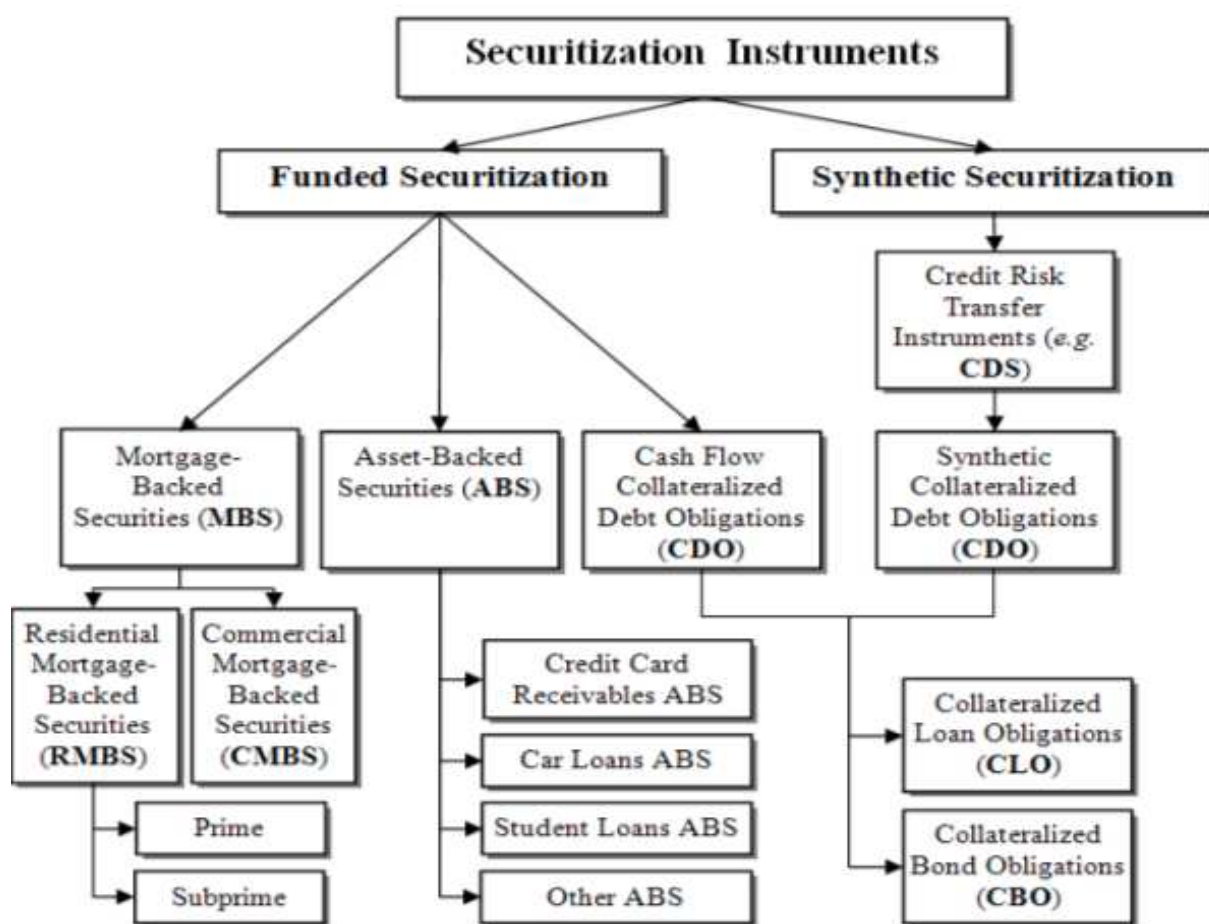 Securitization Instruments
Funded Securitization
Synthetic Securitization
Credit Risk
Transfer
Instruments (e.g.
CDS)
Mortgage-
Backed
Securities (MBS)
Asset-Backed
Securities (ABS)
Cash Flow
Collateralized
Debt Obligations
(CDO)
Synthetic
Collateralized
Debt Obligations
(CDO)
Residential
Mortgage-
Backed
Securities
(RMBS)
Commercial
Mortgage-
Backed
Securities
(CMBS)
Credit Card
Receivables ABS
Car Loans ABS
Student Loans ABS
Other ABS
Collateralized
Loan Obligations
(CLO)
Collateralized
Bond Obligations
(CBO)
Prime
Subprime